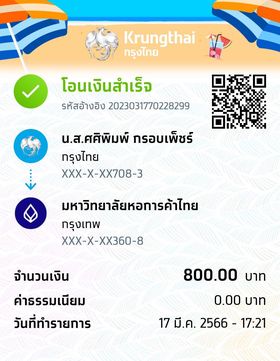 Krungthai
กรุงไทย
โอนเงินสำเร็จ
รหัสอ้างอิง 2023031770228299
น.ส.ศศิพิมพ์ กรอบเพ็ชร์
กรุงไทย
XXX-X-XX708-3
มหาวิทยาลัยหอการค้าไทย
กรุงเทพ
XXX-X-XX360-8
จำนวนเงิน 800.00 บาท
ค่าธรรมเนียม 0.00 บาท
วันที่ทำรายการ 17 มี.ค. 2566 - 17:21